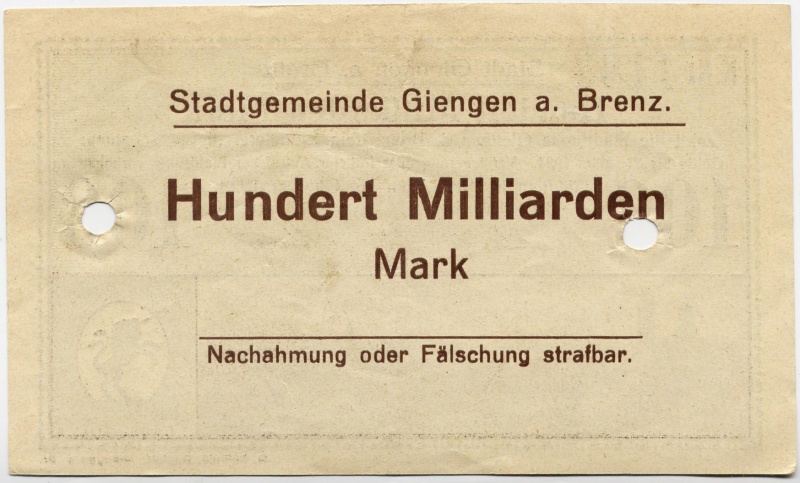 Stadtgemeinde Giengen a. Brenz.
Hundert Milliarden
Mark
Nachahmung oder Fälschung strafbar.